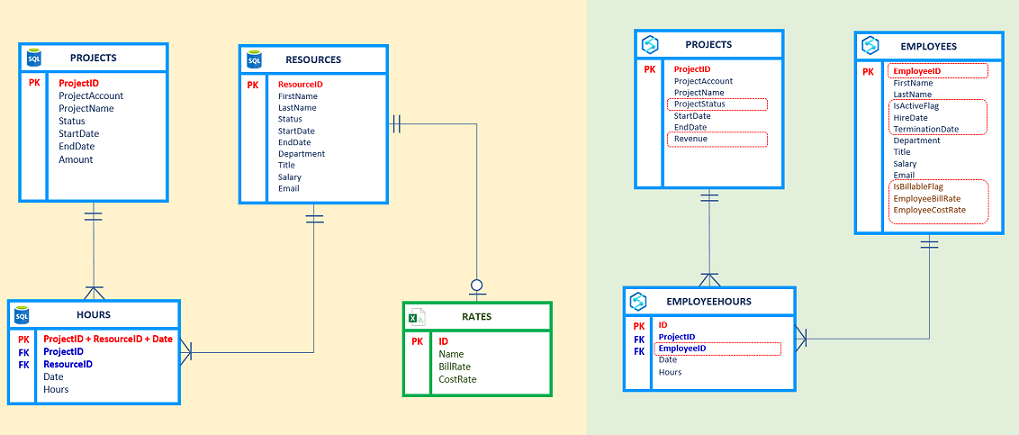 SQL
PROJECTS
PK
ProjectID
ProjectAccount
ProjectName
Status
StartDate
EndDate
Amount
SQL
RESOURCES
PK
ResourceID
FirstName
LastName
Status
StartDate
EndDate
Department
Title
Salary
Email
SQL
HOURS
PK ProjectID + ResourceID + Date
FK ProjectID
FK ResourceID
Date
Hours
X
RATES
PK
ID
Name
BillRate
CostRate
PROJECTS
PK
ProjectID
ProjectAccount
ProjectName
ProjectStatus
StartDate
EndDate
Revenue
EMPLOYEES
PK
EmployeeID
FirstName
LastName
IsActiveFlag
HireDate
TerminationDate
Department
Title
Salary
Email
IsBillableFlag
EmployeeBillRate
EmployeeCostRate
EMPLOYEEHOURS
PK ID
FK ProjectID
FK EmployeeID
Date
Hours